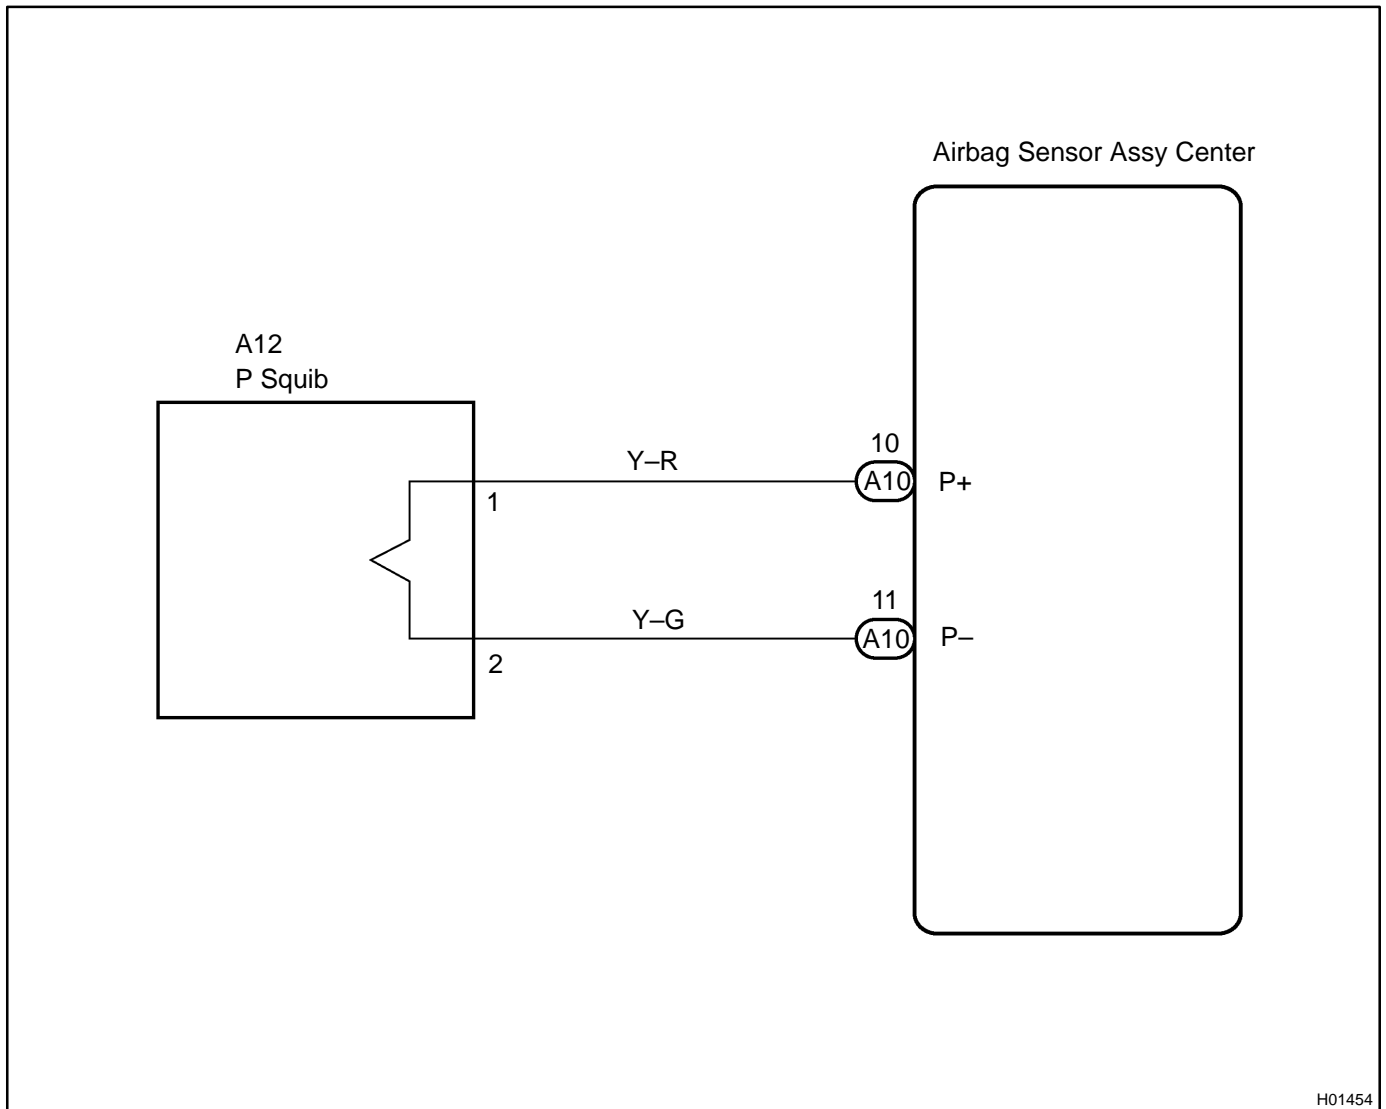 Airbag Sensor Assy Center
A12
P Squib
10
Y–R
A10
P+
1
11
Y–G
A10
P–
2
H01454